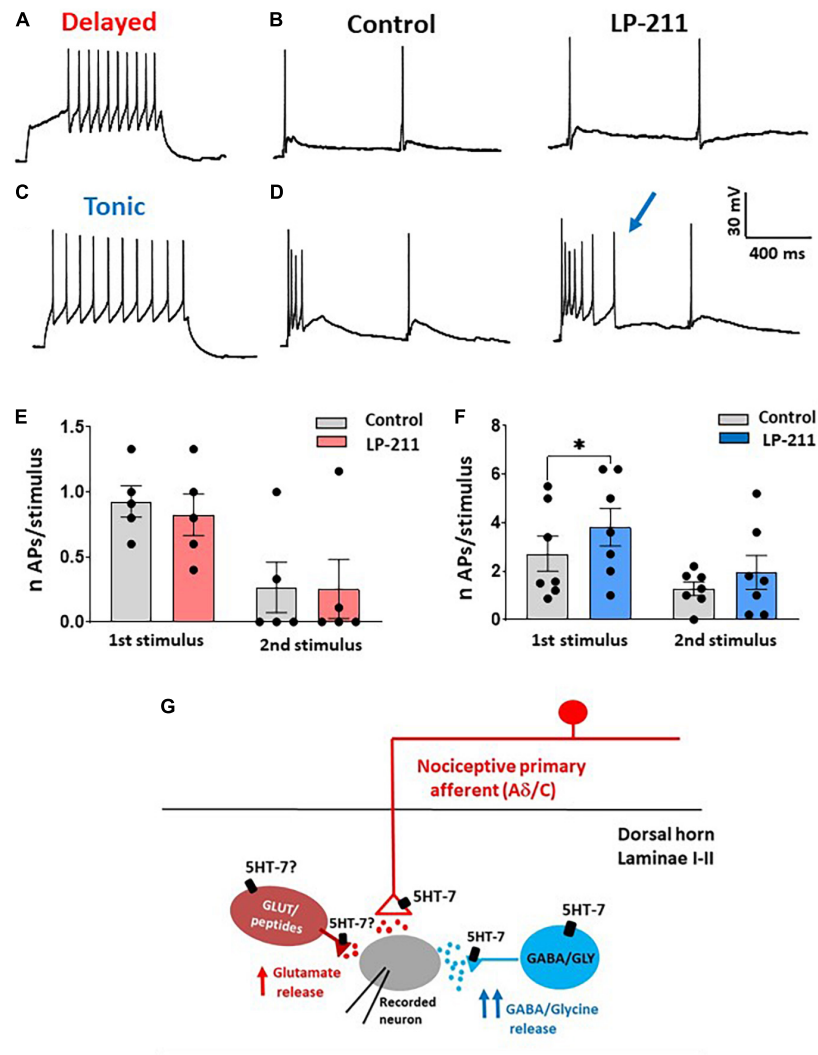 A
Delayed
B
Control
LP-211
C
Tonic
D
30 mV
400 ms
E
n APs/stimulus
1.5
1.0
0.5
0.0
Control
LP-211
1st stimulus
2nd stimulus
F
n APs/stimulus
8
6
4
2
0
*
Control
LP-211
1st stimulus
2nd stimulus
G
Nociceptive primary
afferent (Aδ/C)
Dorsal horn
Laminae I-II
5HT-7?
GLUT/
peptides
5HT-7?
5HT-7
5HT-7
5HT-7
GABA/GLY
Glutamate
release
Recorded
neuron
GABA/Glycine
release